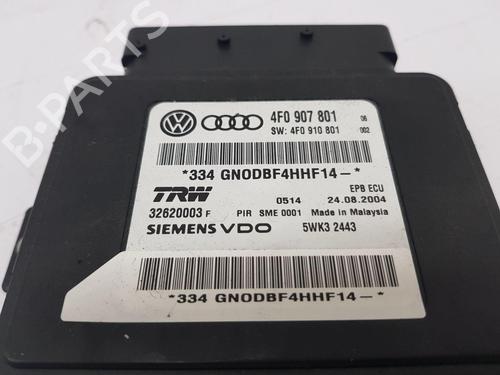 B-PARTS
4F0 907 801 06
SW: 4F0 910 801 002
*334 GNODBF4HHF14-*
TRW EPB ECU
0514 24.08.2004
32620003 F PIR SME 0001 Made in Malaysia
SIEMENS VDO 5WK3 2443
*334 GNODBF4HHF14-*